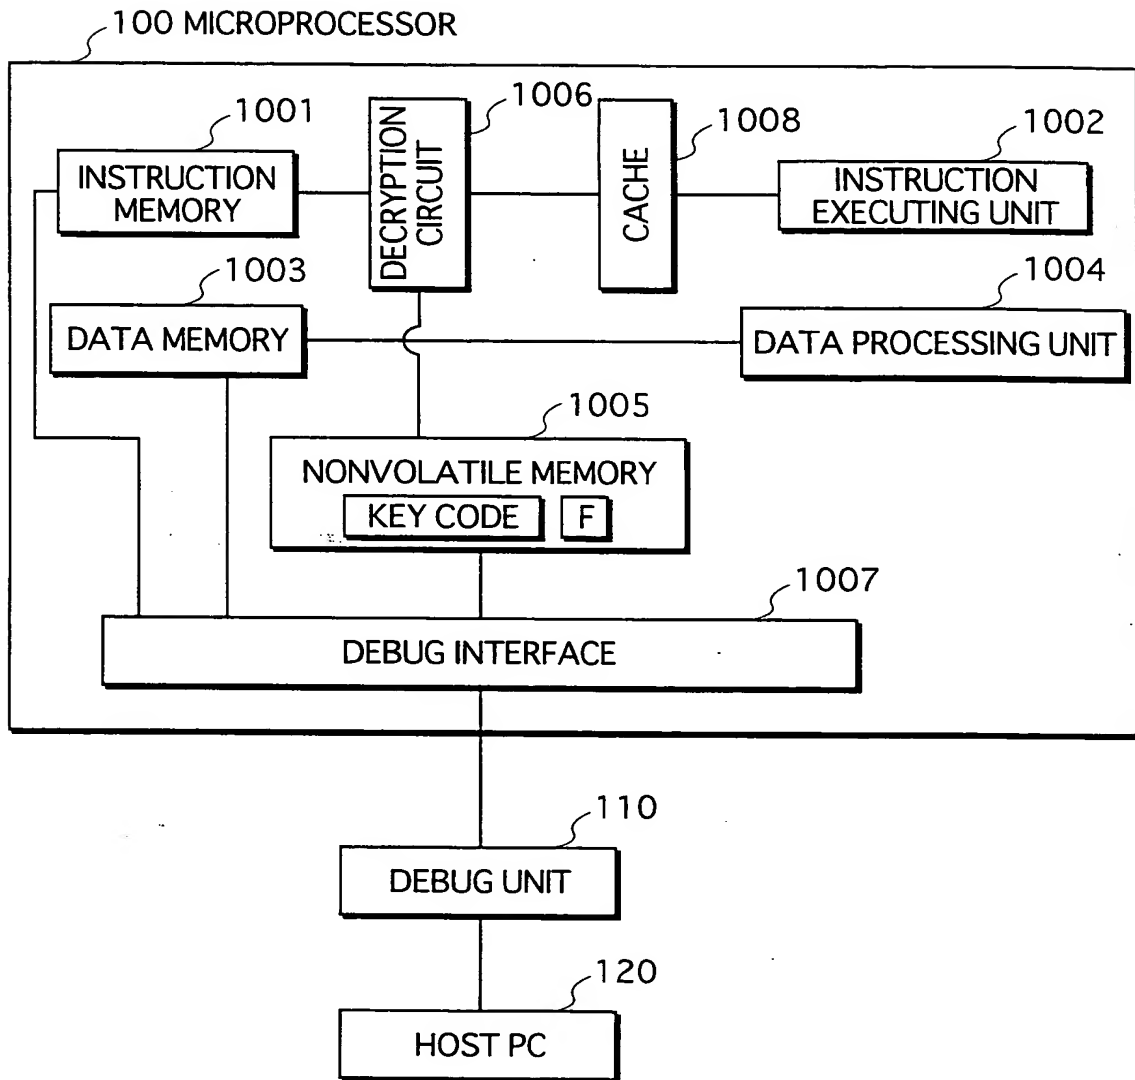 100 MICROPROCESSOR
1001
1006
1008
1002
INSTRUCTION
MEMORY
DECRYPTION
CIRCUIT
CACHE
INSTRUCTION
EXECUTING UNIT
1003
1004
DATA MEMORY
DATA PROCESSING UNIT
1005
NONVOLATILE MEMORY
KEY CODE
F
1007
DEBUG INTERFACE
110
DEBUG UNIT
120
HOST PC